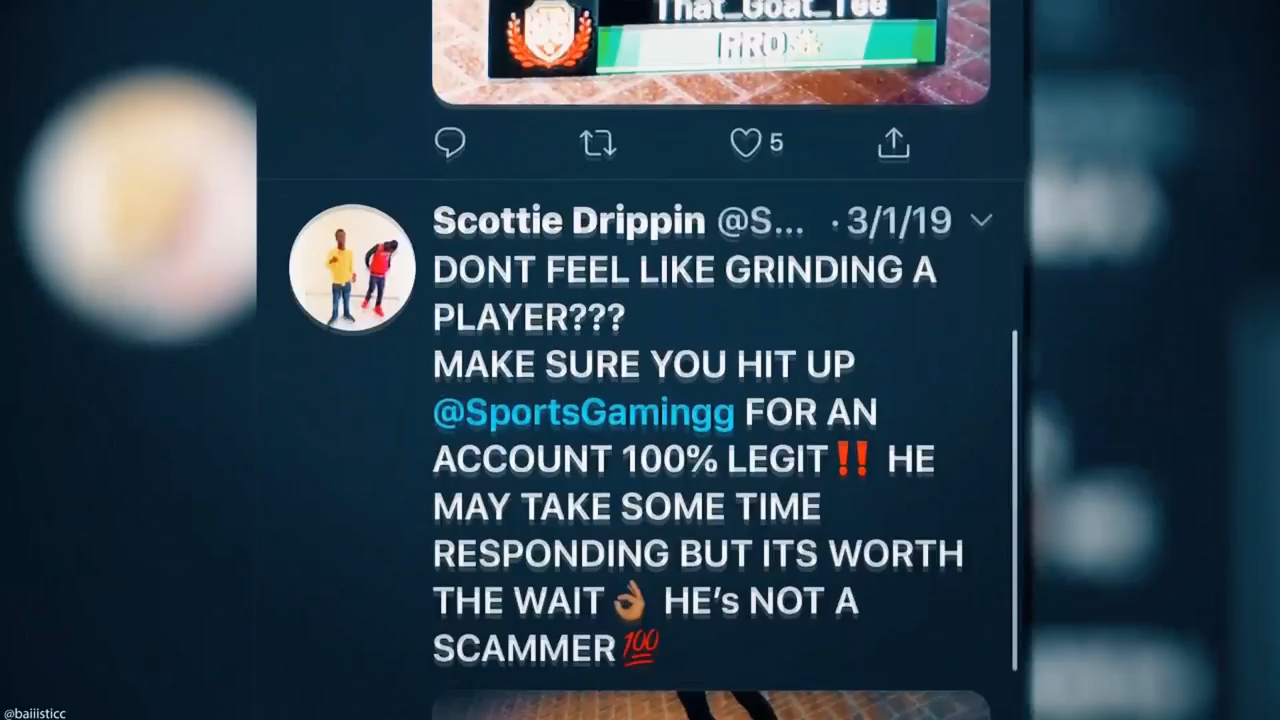 That_Goat_Tee
PRO
5
Scottie Drippin @S... · 3/1/19
DONT FEEL LIKE GRINDING A
PLAYER???
MAKE SURE YOU HIT UP
@SportsGamingg FOR AN
ACCOUNT 100% LEGIT‼️ HE
MAY TAKE SOME TIME
RESPONDING BUT ITS WORTH
THE WAIT👌🏾 HE's NOT A
SCAMMER💯
@baiiisticc